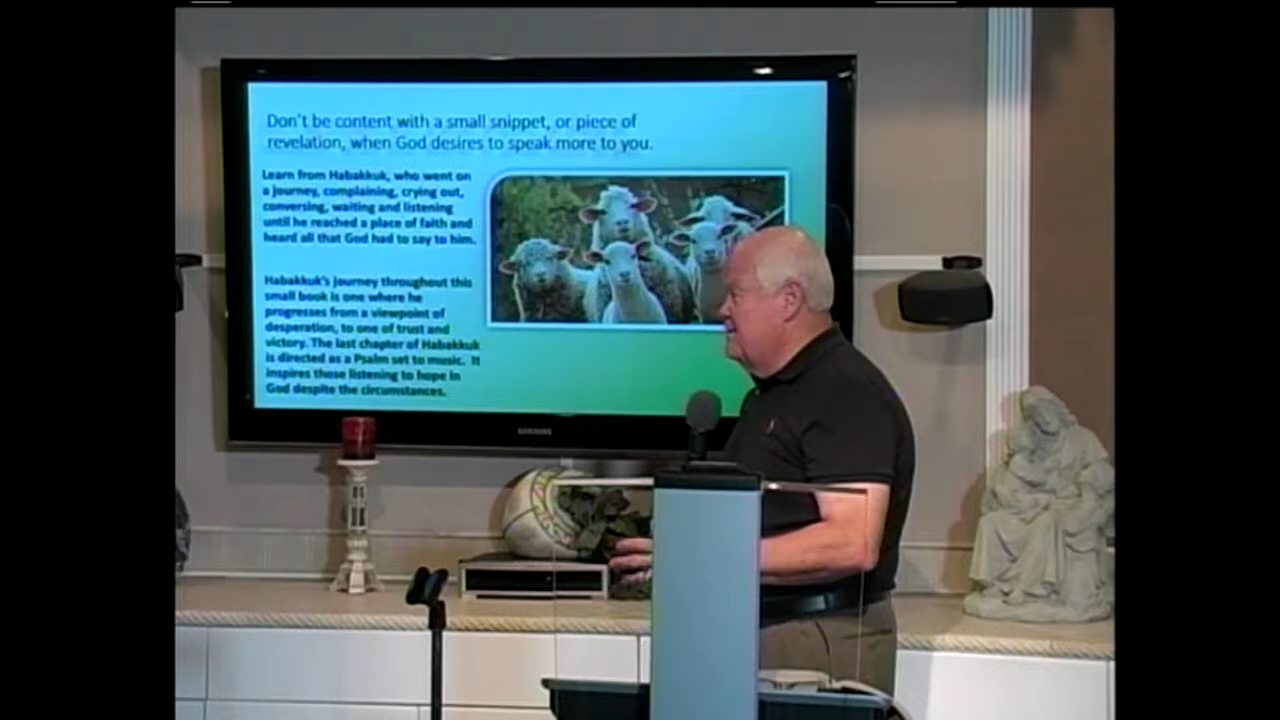 Don't be content with a small snippet, or piece of
revelation, when God desires to speak more to you.
Learn from Habakkuk, who went on
a journey, complaining, crying out,
conversing, waiting and listening
until he reached a place of faith and
heard all that God had to say to him.
Habakkuk's journey throughout this
small book is one where he
progresses from a viewpoint of
desperation, to one of trust and
victory. The last chapter of Habakkuk
is directed as a Psalm set to music. It
inspires those listening to hope in
God despite the circumstances.
SAMSUNG